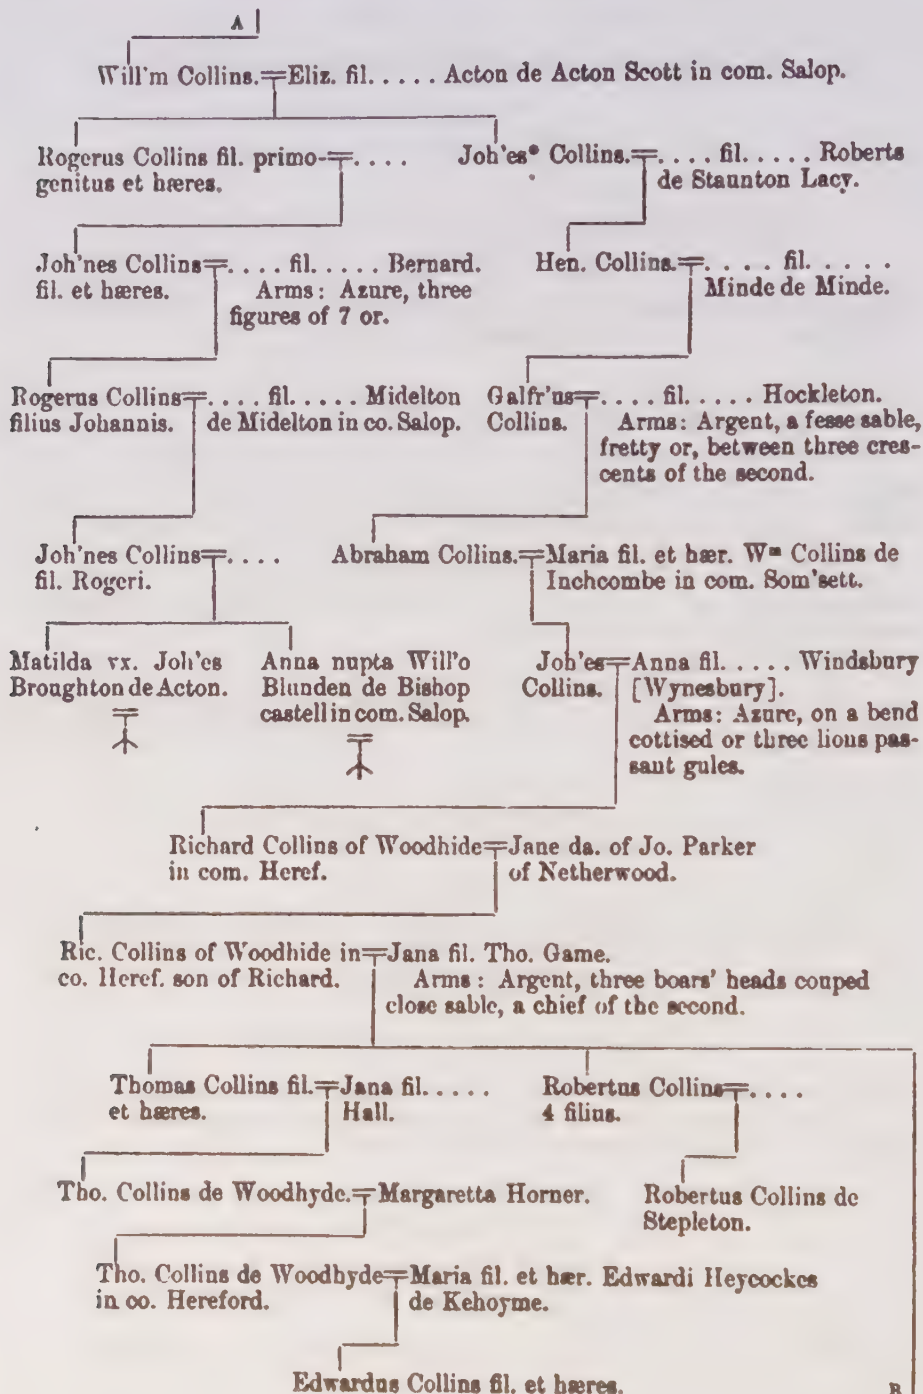 A
Will'm Collins.=Eliz. fil. . . . . . Acton de Acton Scott in com. Salop.
Rogerus Collins fil. primo-=. . . .
genitus et hæres.
Joh'es* Collins.=. . . . fil. . . . . . Roberts
de Staunton Lacy.
Joh'nes Collins=. . . . fil. . . . . . Bernard.
fil. et hæres.
Arms: Azure, three
figures of 7 or.
Hen. Collins.=. . . . fil. . . . . .
Minde de Minde.
Rogerus Collins=. . . . fil. . . . . . Midelton
filius Johannis.
de Midelton in co. Salop.
Galfr'us=. . . . fil. . . . . . Hockleton.
Collins.
Arms: Argent, a fesse sable,
fretty or, between three cres-
cents of the second.
Joh'nes Collins=. . . .
fil. Rogeri.
Abraham Collins.=Maria fil. et hær. Wm Collins de
Inchcombe in com. Som'sett.
Matilda vx. Joh'es
Broughton de Acton.
Anna nupta Will'o
Blunden de Bishop
castell in com. Salop.
Joh'es=Anna fil. . . . . Windsbury
Collins.
[Wynesbury].
Arms: Azure, on a bend
cottised or three lions pas-
sant gules.
Richard Collins of Woodhide=Jane da. of Jo. Parker
in com. Heref.
of Netherwood.
Ric. Collins of Woodhide in=Jana fil. Tho. Game.
co. Heref. son of Richard.
Arms: Argent, three boars' heads couped
close sable, a chief of the second.
Thomas Collins fil.=Jana fil. . . . . .
et hæres.
Hall.
Robertus Collins=. . . .
4 filius.
Tho. Collins de Woodhyde.=Margaretta Horner.
Robertus Collins de
Stepleton.
Tho. Collins de Woodhyde=Maria fil. et hær. Edwardi Heycockes
in co. Hereford.
de Kehoyme.
Edwardus Collins fil. et hæres.
B